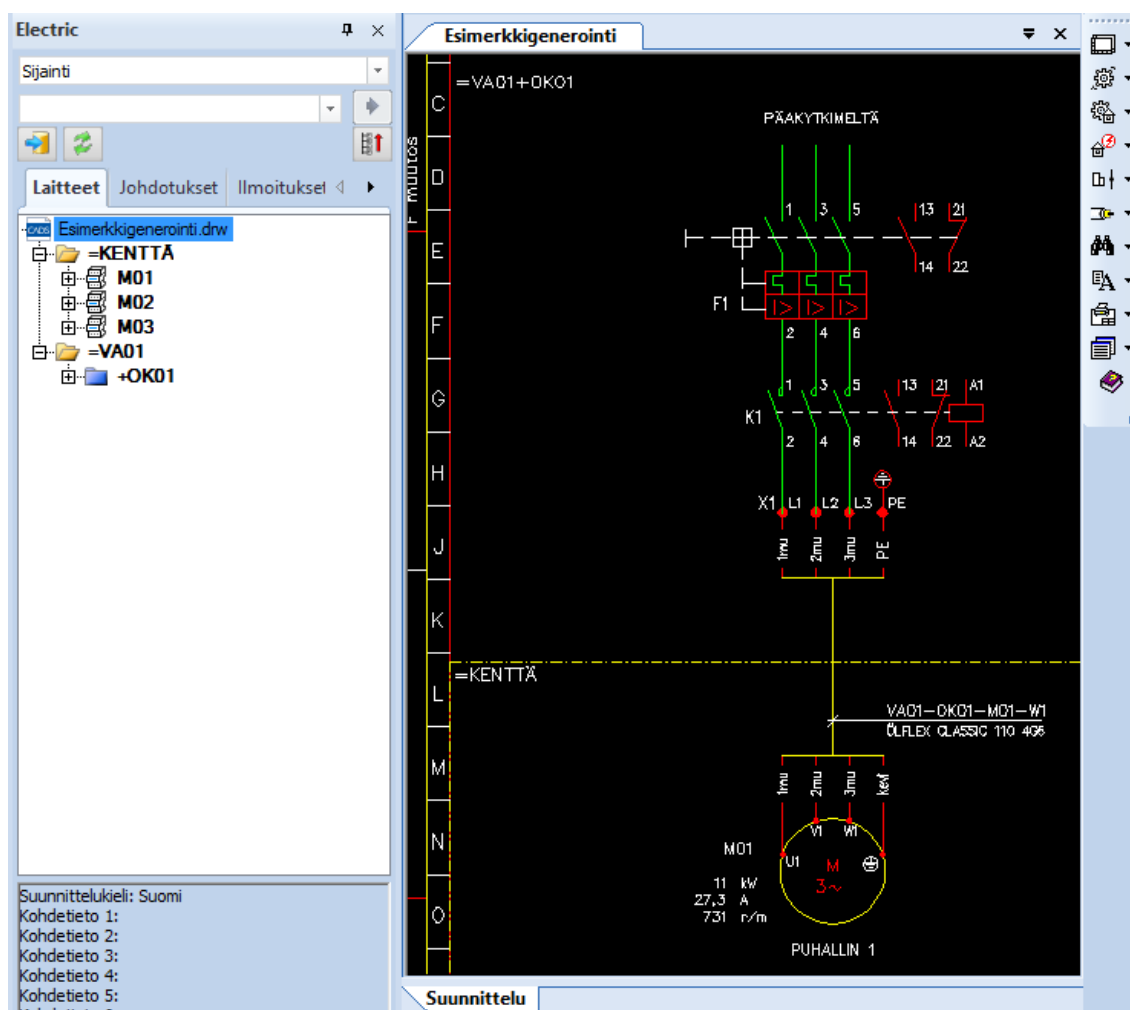 Electric
Sijainti
Laitteet Johdotukset Ilmoitukset
CADS Esimerkkigenerointi.drw
=KENTTÄ
M01
M02
M03
=VA01
+OK01
Suunnittelukieli: Suomi
Kohdetieto 1:
Kohdetieto 2:
Kohdetieto 3:
Kohdetieto 4:
Kohdetieto 5:
Esimerkkigenerointi
F muutos
C
D
E
F
G
H
J
K
L
M
N
O
=VA01+OK01
PÄÄKYTKIMELTÄ
1 3 5 13 21
14 22
F1
I> I> I>
2 4 6
1 3 5 13 21 A1
K1
2 4 6 14 22 A2
X1 L1 L2 L3 PE
1mu 2mu 3mu PE
=KENTTÄ
VA01-OK01-M01-W1
ÖLFLEX CLASSIC 110 4G6
1mu 2mu 3mu kevi
V1 W1
M01 U1 M
3~
11 kW
27,3 A
731 r/m
PUHALLIN 1
Suunnittelu